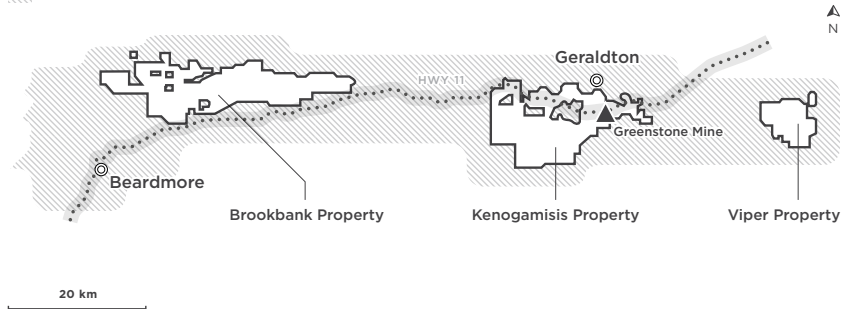 N
Geraldton
HWY 11
Greenstone Mine
Beardmore
Brookbank Property
Kenogamisis Property
Viper Property
20 km